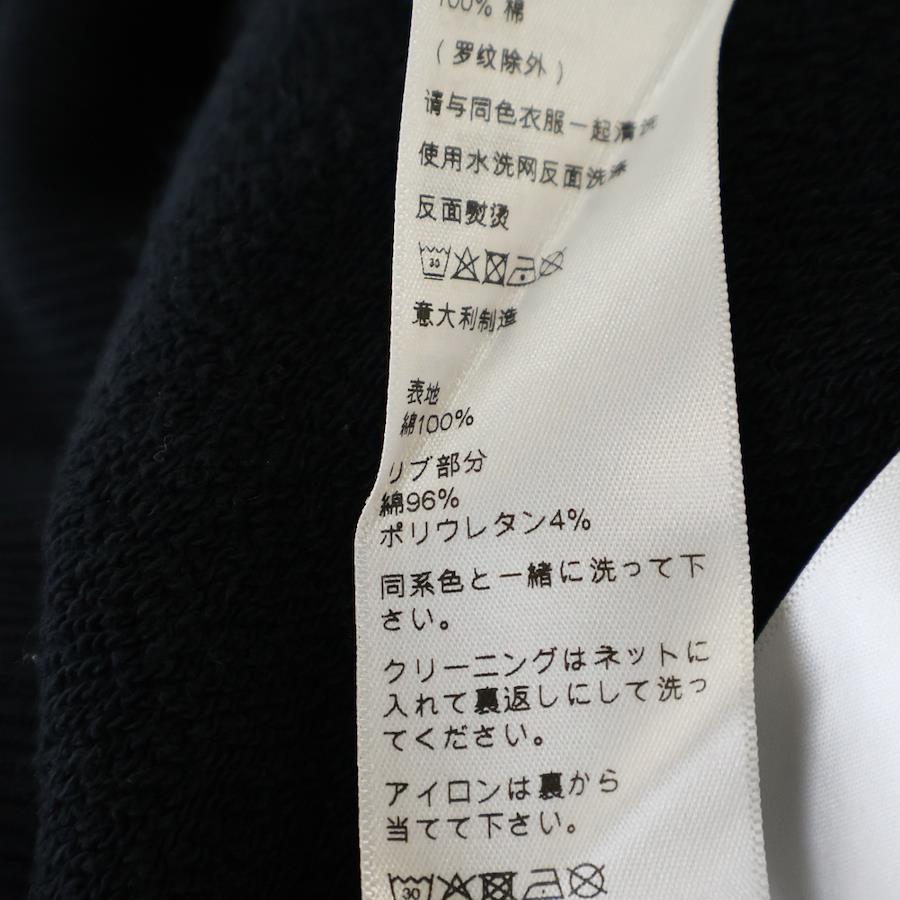 100% 棉
（罗纹除外）
请与同色衣服一起清洗
使用水洗网反面洗涤
反面熨烫
30
意大利制造
表地
綿100%
リブ部分
綿96%
ポリウレタン4%
同系色と一緒に洗って下
さい。
クリーニングはネットに
入れて裏返しにして洗っ
てください。
アイロンは裏から
当てて下さい。
30